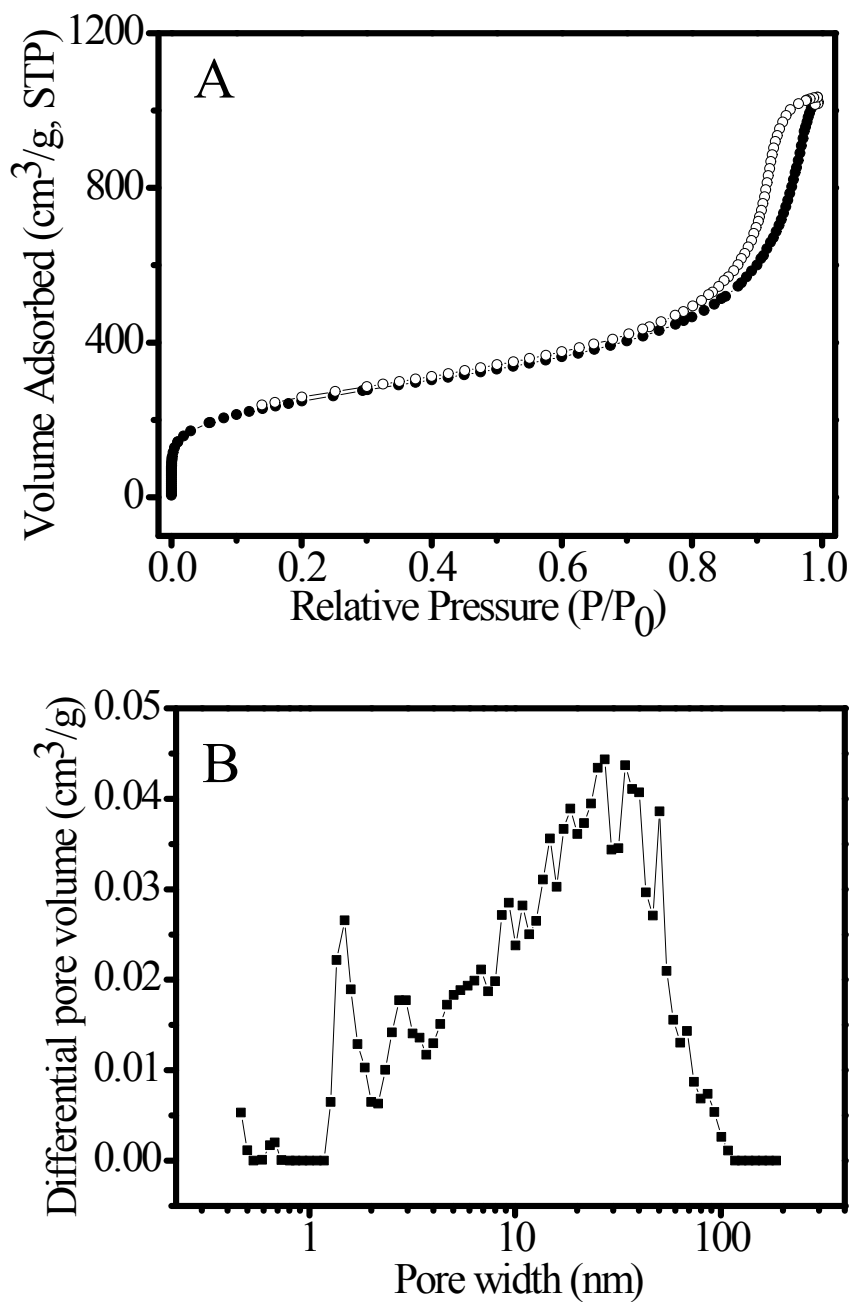 A
Volume Adsorbed (cm³/g, STP)
1200
800
400
0
0.0 0.2 0.4 0.6 0.8 1.0
Relative Pressure (P/P₀)
B
Differential pore volume (cm³/g)
0.05
0.04
0.03
0.02
0.01
0.00
1 10 100
Pore width (nm)